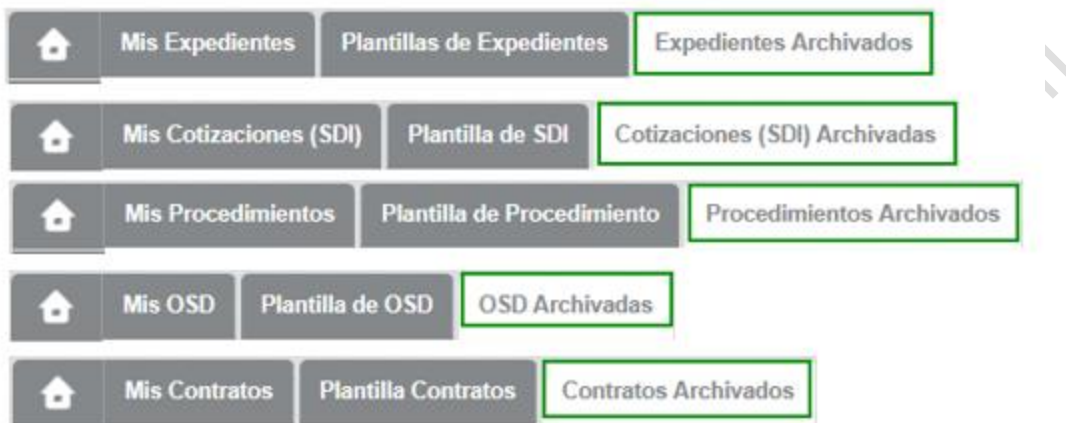 Mis Expedientes Plantillas de Expedientes Expedientes Archivados
Mis Cotizaciones (SDI) Plantilla de SDI Cotizaciones (SDI) Archivadas
Mis Procedimientos Plantilla de Procedimiento Procedimientos Archivados
Mis OSD Plantilla de OSD OSD Archivadas
Mis Contratos Plantilla Contratos Contratos Archivados